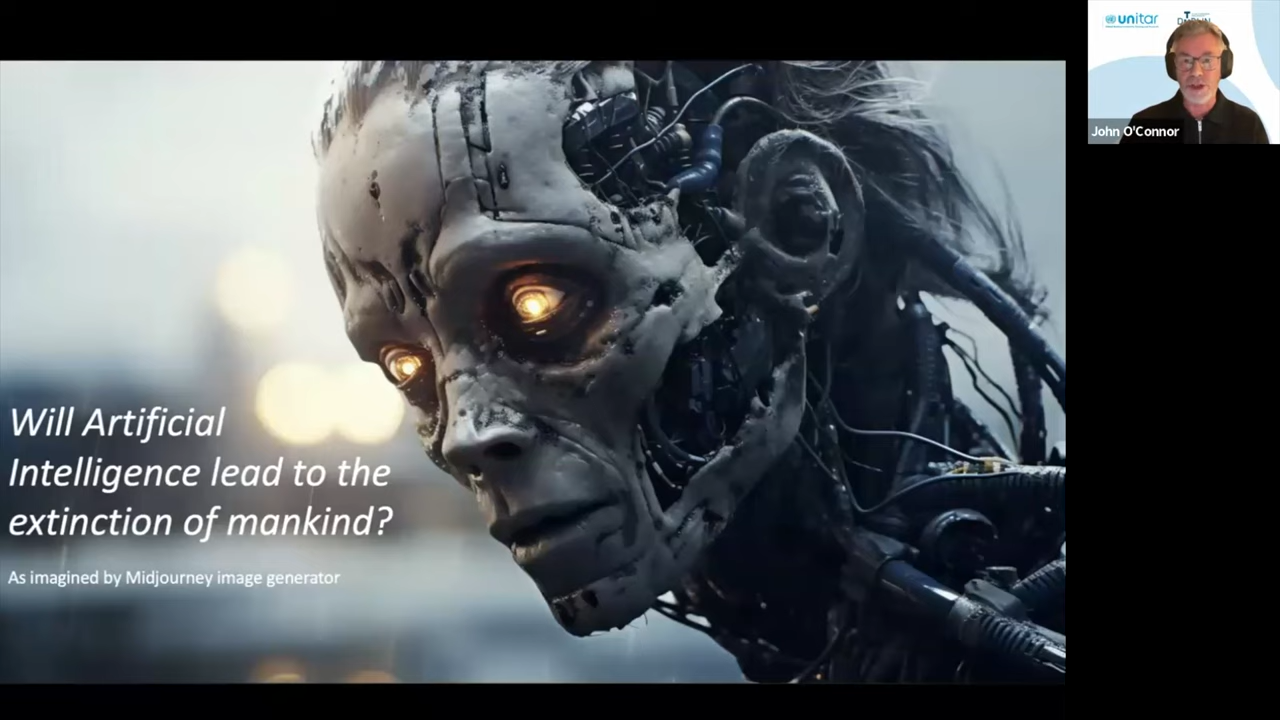 Will Artificial
Intelligence lead to the
extinction of mankind?
As imagined by Midjourney image generator
unitar
John O'Connor